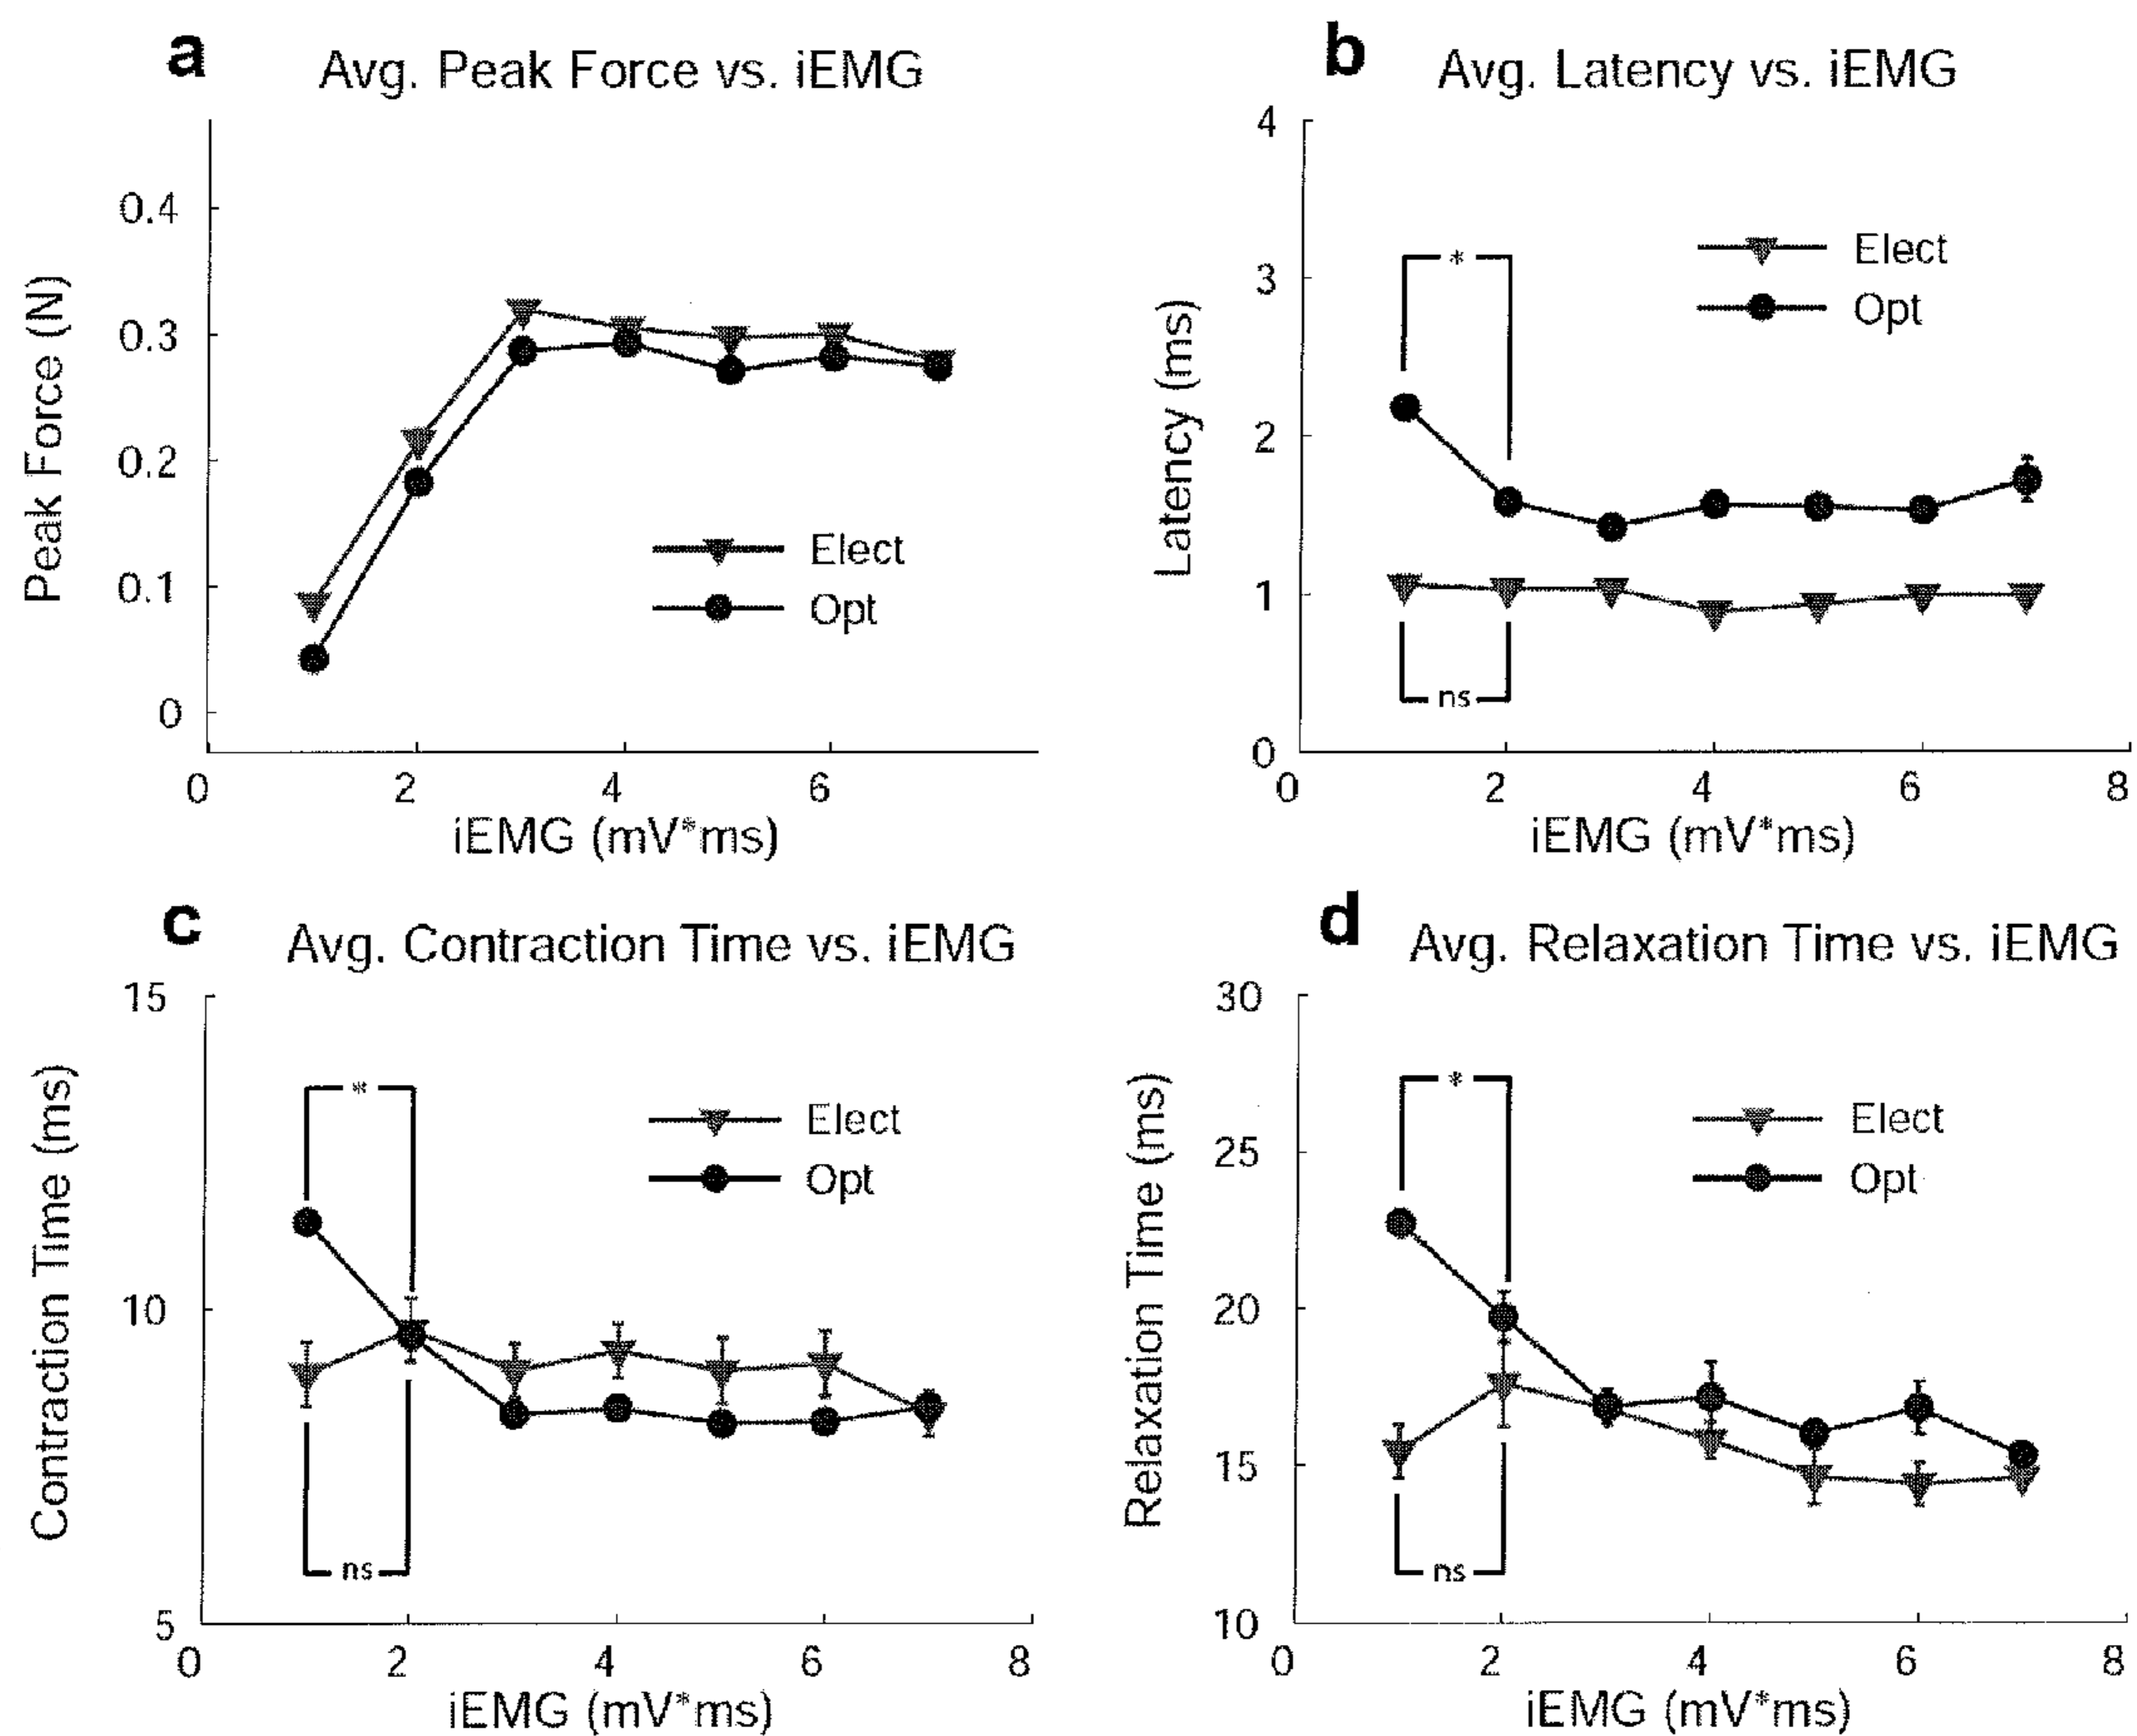 a
Avg. Peak Force vs. iEMG
0.4
0.3
0.2
0.1
0
Peak Force (N)
Elect
Opt
0 2 4 6
iEMG (mV*ms)
b
Avg. Latency vs. iEMG
4
3
2
1
0
Latency (ms)
*
Elect
Opt
ns
0 2 4 6 8
iEMG (mV*ms)
c
Avg. Contraction Time vs. iEMG
15
10
5
Contraction Time (ms)
*
Elect
Opt
ns
0 2 4 6 8
iEMG (mV*ms)
d
Avg. Relaxation Time vs. iEMG
30
25
20
15
10
Relaxation Time (ms)
*
Elect
Opt
ns
0 2 4 6 8
iEMG (mV*ms)